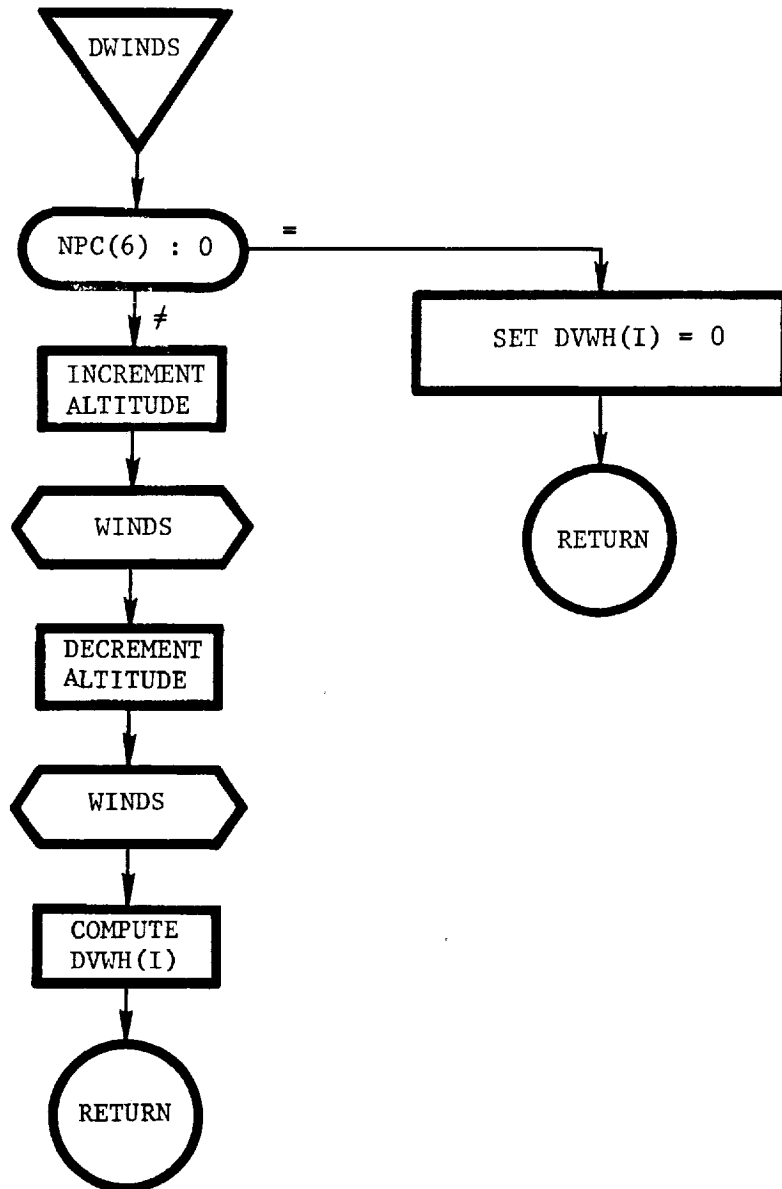 DWINDS
NPC(6) : 0
=
≠
SET DVWH(I) = 0
INCREMENT
ALTITUDE
WINDS
RETURN
DECREMENT
ALTITUDE
WINDS
COMPUTE
DVWH(I)
RETURN